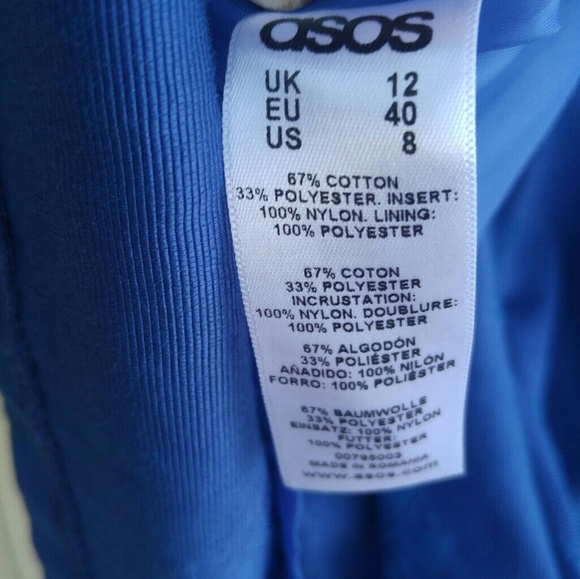 asos
UK 12
EU 40
US 8
67% COTTON
33% POLYESTER. INSERT:
100% NYLON. LINING:
100% POLYESTER
67% COTON
33% POLYESTER
INCRUSTATION:
100% NYLON. DOUBLURE:
100% POLYESTER
67% ALGODÓN
33% POLIÉSTER
AÑADIDO: 100% NILÓN
FORRO: 100% POLIÉSTER
67% BAUMWOLLE
33% POLYESTER
EINSATZ: 100% NYLON
FUTTER:
100% POLYESTER
MADE IN ROMANIA
www.asos.com